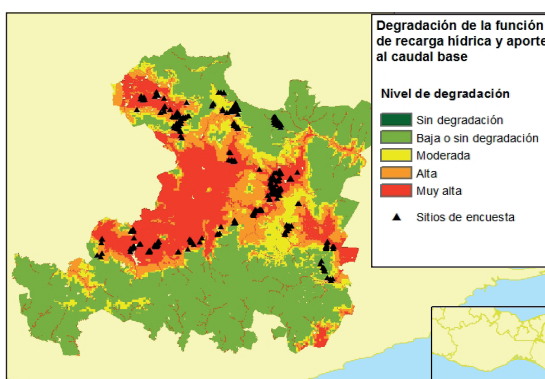 Degradación de la función
de recarga hídrica y aporte
al caudal base
Nivel de degradación
Sin degradación
Baja o sin degradación
Moderada
Alta
Muy alta
Sitios de encuesta